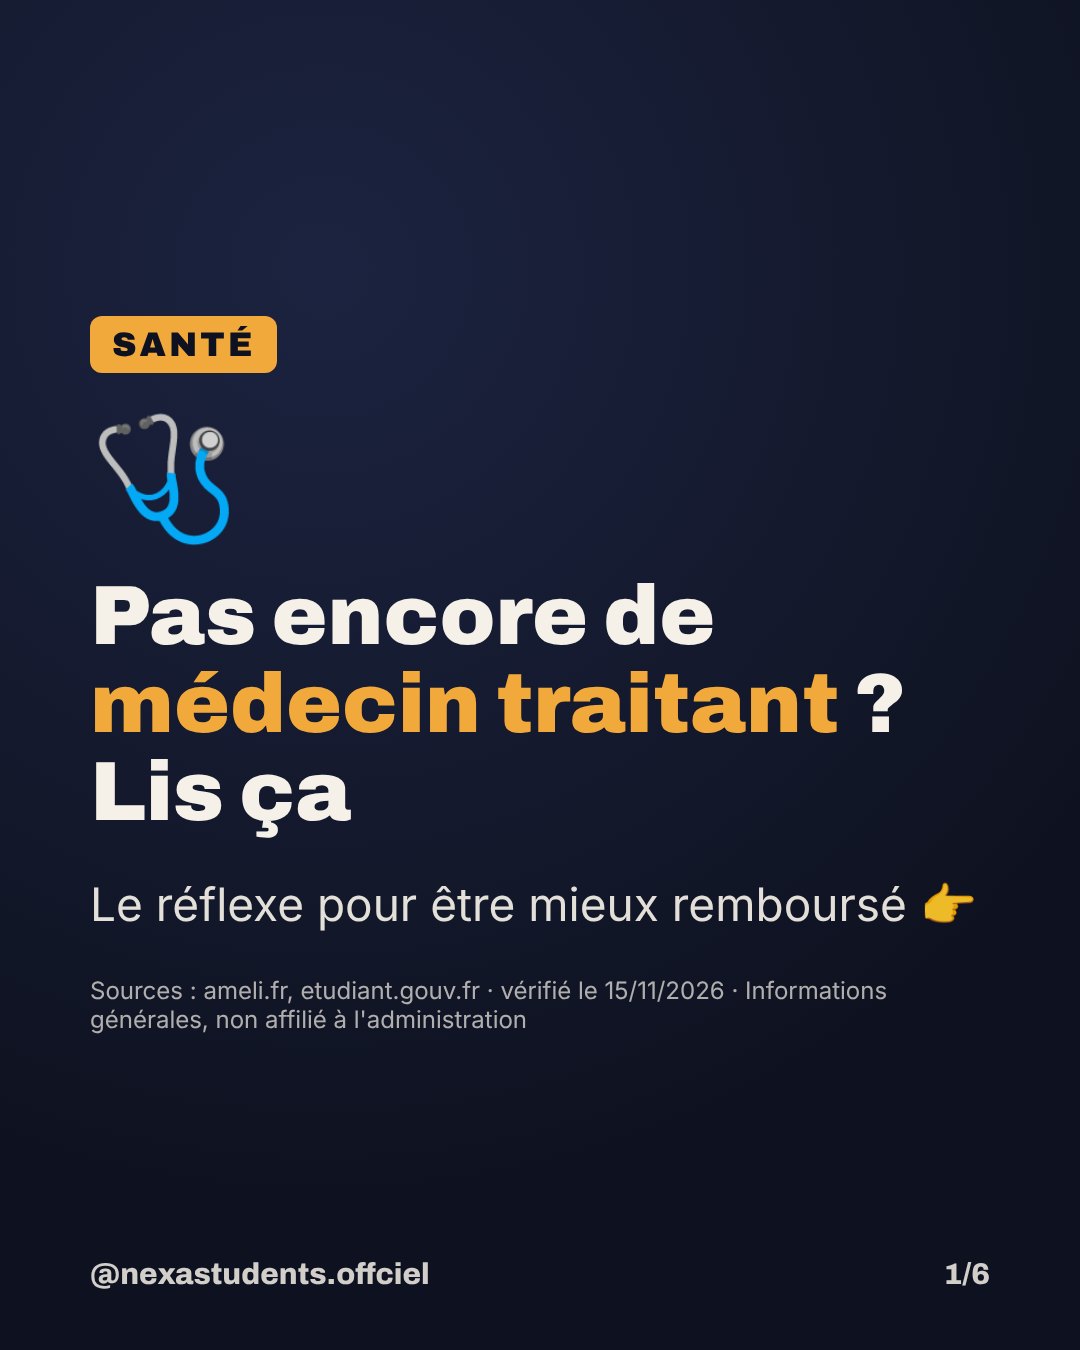 SANTÉ
Pas encore de
médecin traitant ?
Lis ça
Le réflexe pour être mieux remboursé 👉
Sources : ameli.fr, etudiant.gouv.fr · vérifié le 15/11/2026 · Informations
générales, non affilié à l'administration
@nexastudents.offciel
1/6